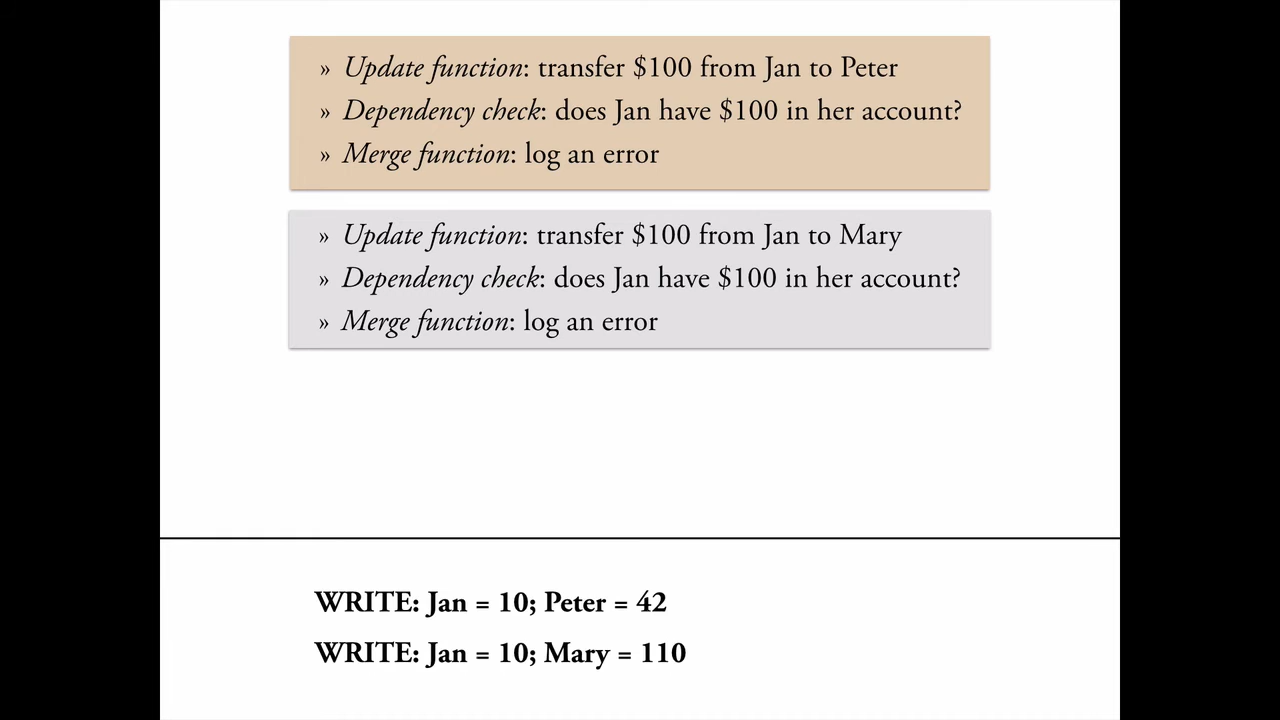 » Update function: transfer $100 from Jan to Peter
» Dependency check: does Jan have $100 in her account?
» Merge function: log an error
» Update function: transfer $100 from Jan to Mary
» Dependency check: does Jan have $100 in her account?
» Merge function: log an error
WRITE: Jan = 10; Peter = 42
WRITE: Jan = 10; Mary = 110